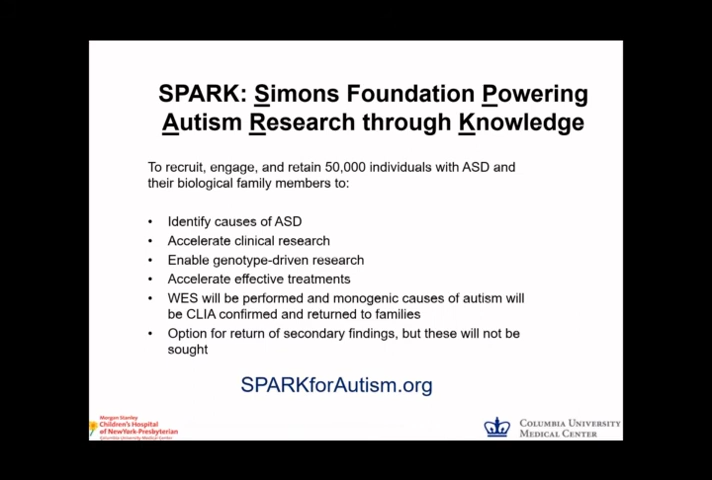 SPARK: Simons Foundation Powering
Autism Research through Knowledge
To recruit, engage, and retain 50,000 individuals with ASD and
their biological family members to:
• Identify causes of ASD
• Accelerate clinical research
• Enable genotype-driven research
• Accelerate effective treatments
• WES will be performed and monogenic causes of autism will
be CLIA confirmed and returned to families
• Option for return of secondary findings, but these will not be
sought
SPARKforAutism.org
Morgan Stanley
Children's Hospital
of NewYork-Presbyterian
Columbia University Medical Center
COLUMBIA UNIVERSITY
MEDICAL CENTER